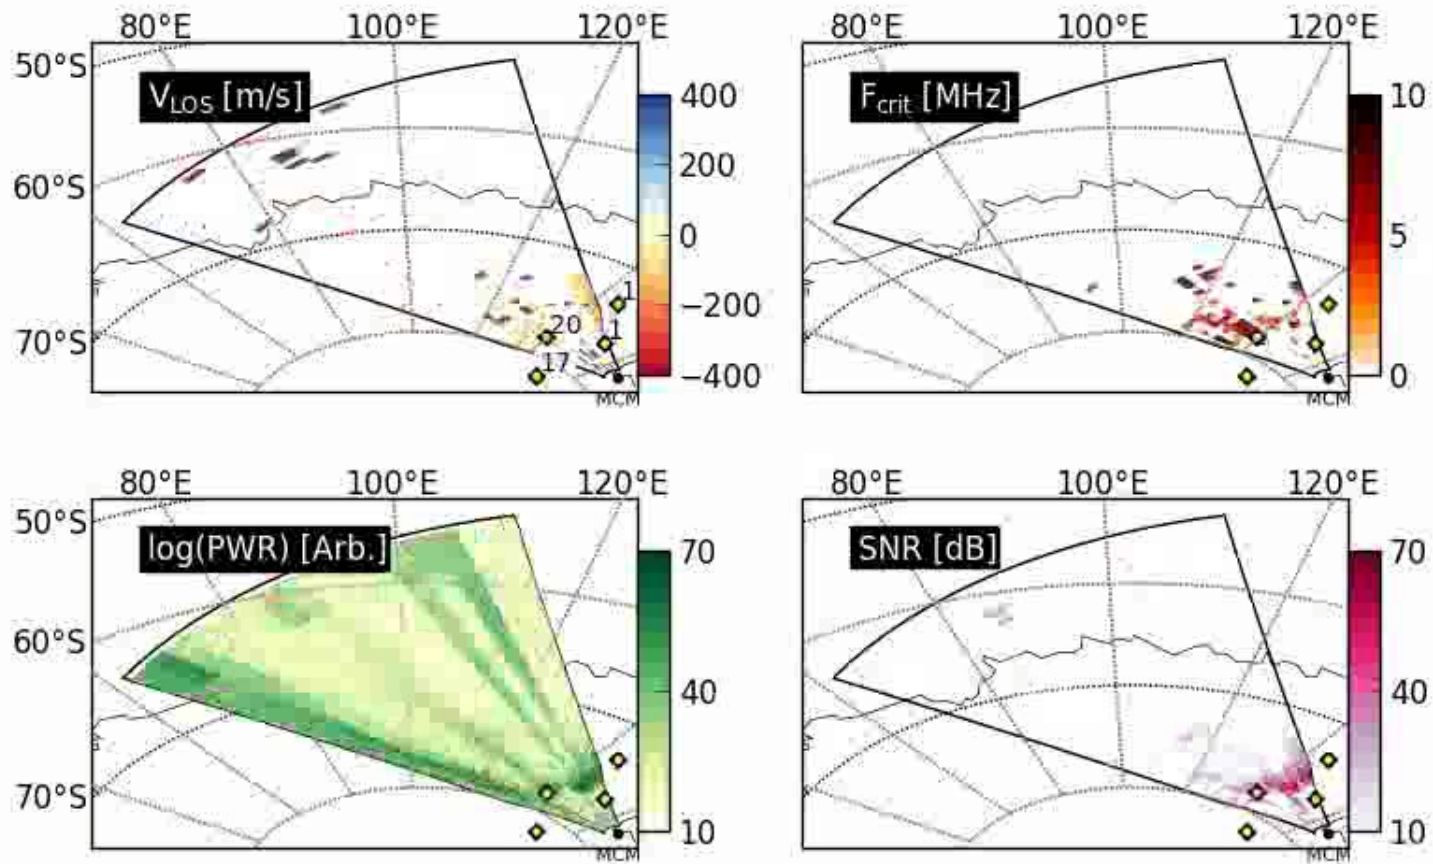 80°E 100°E 120°E 80°E 100°E 120°E
50°S
V_LOS [m/s] 400 F_crit [MHz] 10
200
60°S
0 5
1
−200
20 1
70°S
17
−400 0
MCM MCM
80°E 100°E 120°E 80°E 100°E 120°E
50°S
log(PWR) [Arb.] 70 SNR [dB] 70
60°S
40 40
70°S
10 10
MCM MCM